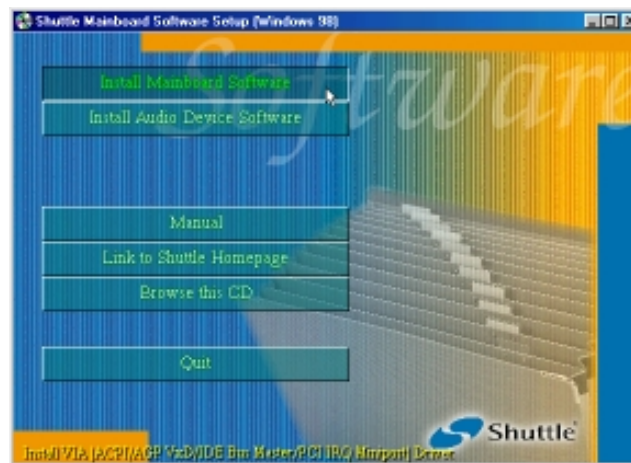 Shuttle Mainboard Software Setup (Windows 98)
Software
Install Mainboard Software
Install Audio Device Software
Manual
Link to Shuttle Homepage
Browse this CD
Quit
Shuttle
Install VIA [ACPI/AGP VxD/IDE Bus Master/PCI IRQ Miniport] Driver